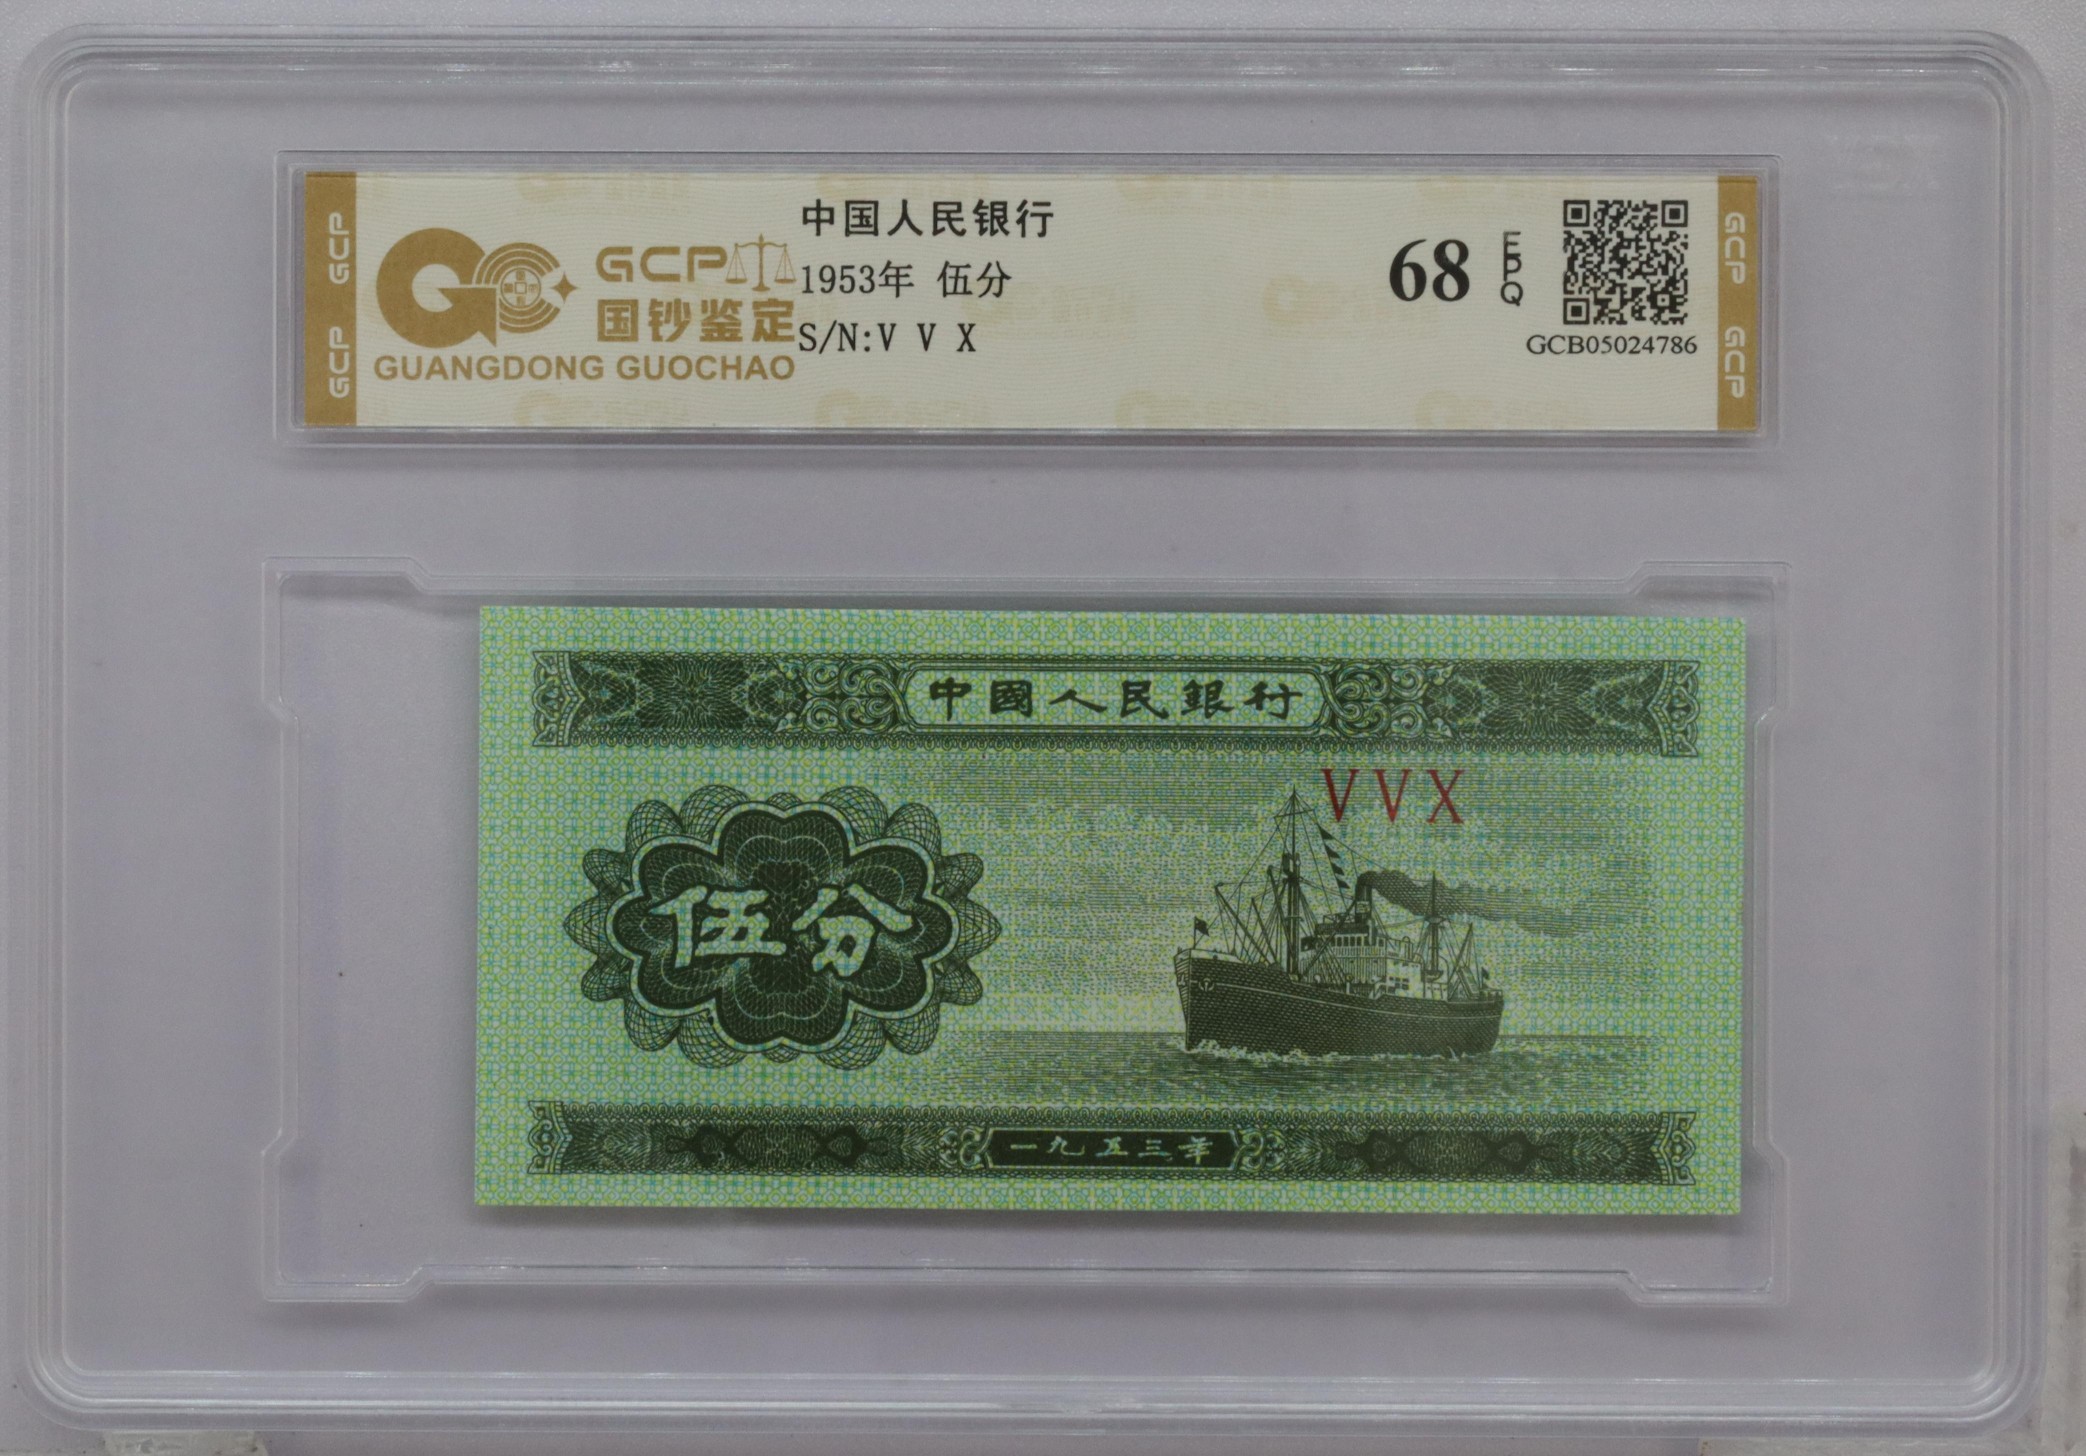 GCP
GCP
GCP
国钞鉴定
GUANGDONG GUOCHAO
中国人民银行
1953年 伍分
S/N:V V X
68 EPQ
GCB05024786
GCP
GCP
中國人民銀行
VVX
伍分
一九五三年